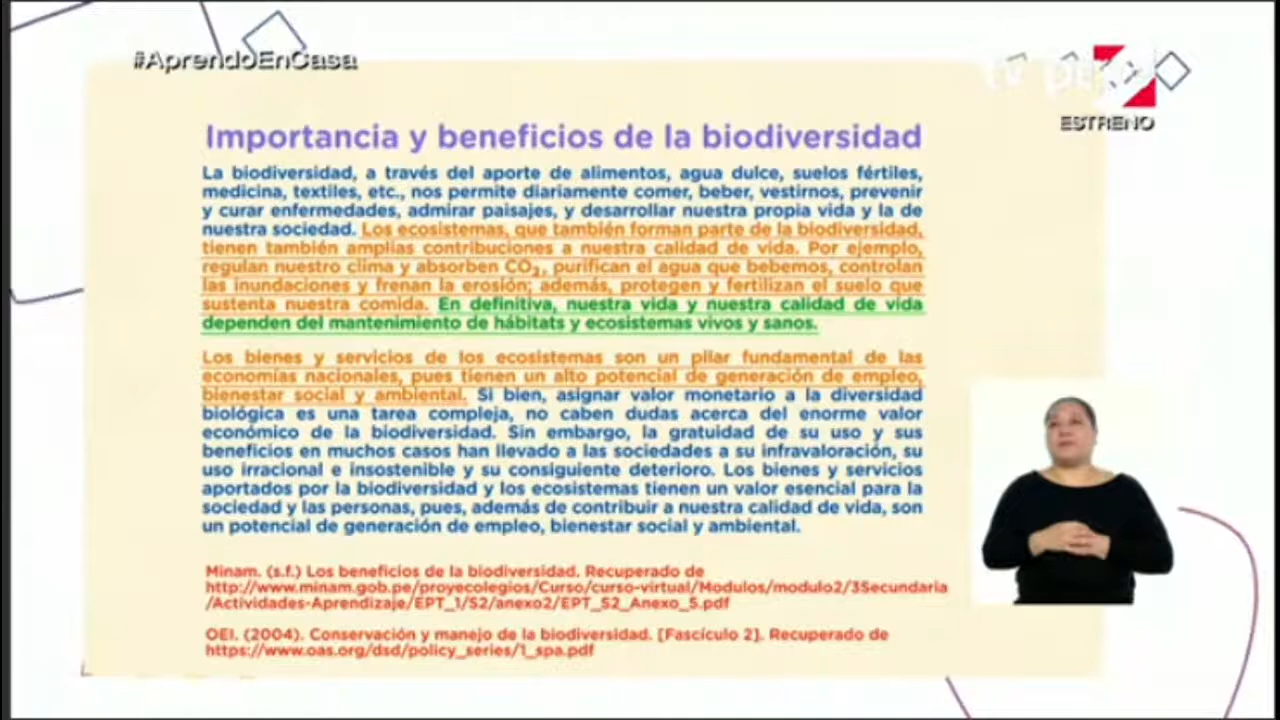 #AprendoEnCasa
tv perú
ESTRENO
Importancia y beneficios de la biodiversidad
La biodiversidad, a través del aporte de alimentos, agua dulce, suelos fértiles,
medicina, textiles, etc., nos permite diariamente comer, beber, vestirnos, prevenir
y curar enfermedades, admirar paisajes, y desarrollar nuestra propia vida y la de
nuestra sociedad. Los ecosistemas, que también forman parte de la biodiversidad,
tienen también amplias contribuciones a nuestra calidad de vida. Por ejemplo,
regulan nuestro clima y absorben CO₂, purifican el agua que bebemos, controlan
las inundaciones y frenan la erosión; además, protegen y fertilizan el suelo que
sustenta nuestra comida. En definitiva, nuestra vida y nuestra calidad de vida
dependen del mantenimiento de hábitats y ecosistemas vivos y sanos.
Los bienes y servicios de los ecosistemas son un pilar fundamental de las
economías nacionales, pues tienen un alto potencial de generación de empleo,
bienestar social y ambiental. Si bien, asignar valor monetario a la diversidad
biológica es una tarea compleja, no caben dudas acerca del enorme valor
económico de la biodiversidad. Sin embargo, la gratuidad de su uso y sus
beneficios en muchos casos han llevado a las sociedades a su infravaloración, su
uso irracional e insostenible y su consiguiente deterioro. Los bienes y servicios
aportados por la biodiversidad y los ecosistemas tienen un valor esencial para la
sociedad y las personas, pues, además de contribuir a nuestra calidad de vida, son
un potencial de generación de empleo, bienestar social y ambiental.
Minam. (s.f.) Los beneficios de la biodiversidad. Recuperado de
http://www.minam.gob.pe/proyecolegios/Curso/curso-virtual/Modulos/modulo2/3Secundaria
/Actividades-Aprendizaje/EPT_1/S2/anexo2/EPT_S2_Anexo_5.pdf
OEI. (2004). Conservación y manejo de la biodiversidad. [Fascículo 2]. Recuperado de
https://www.oas.org/dsd/policy_series/1_spa.pdf